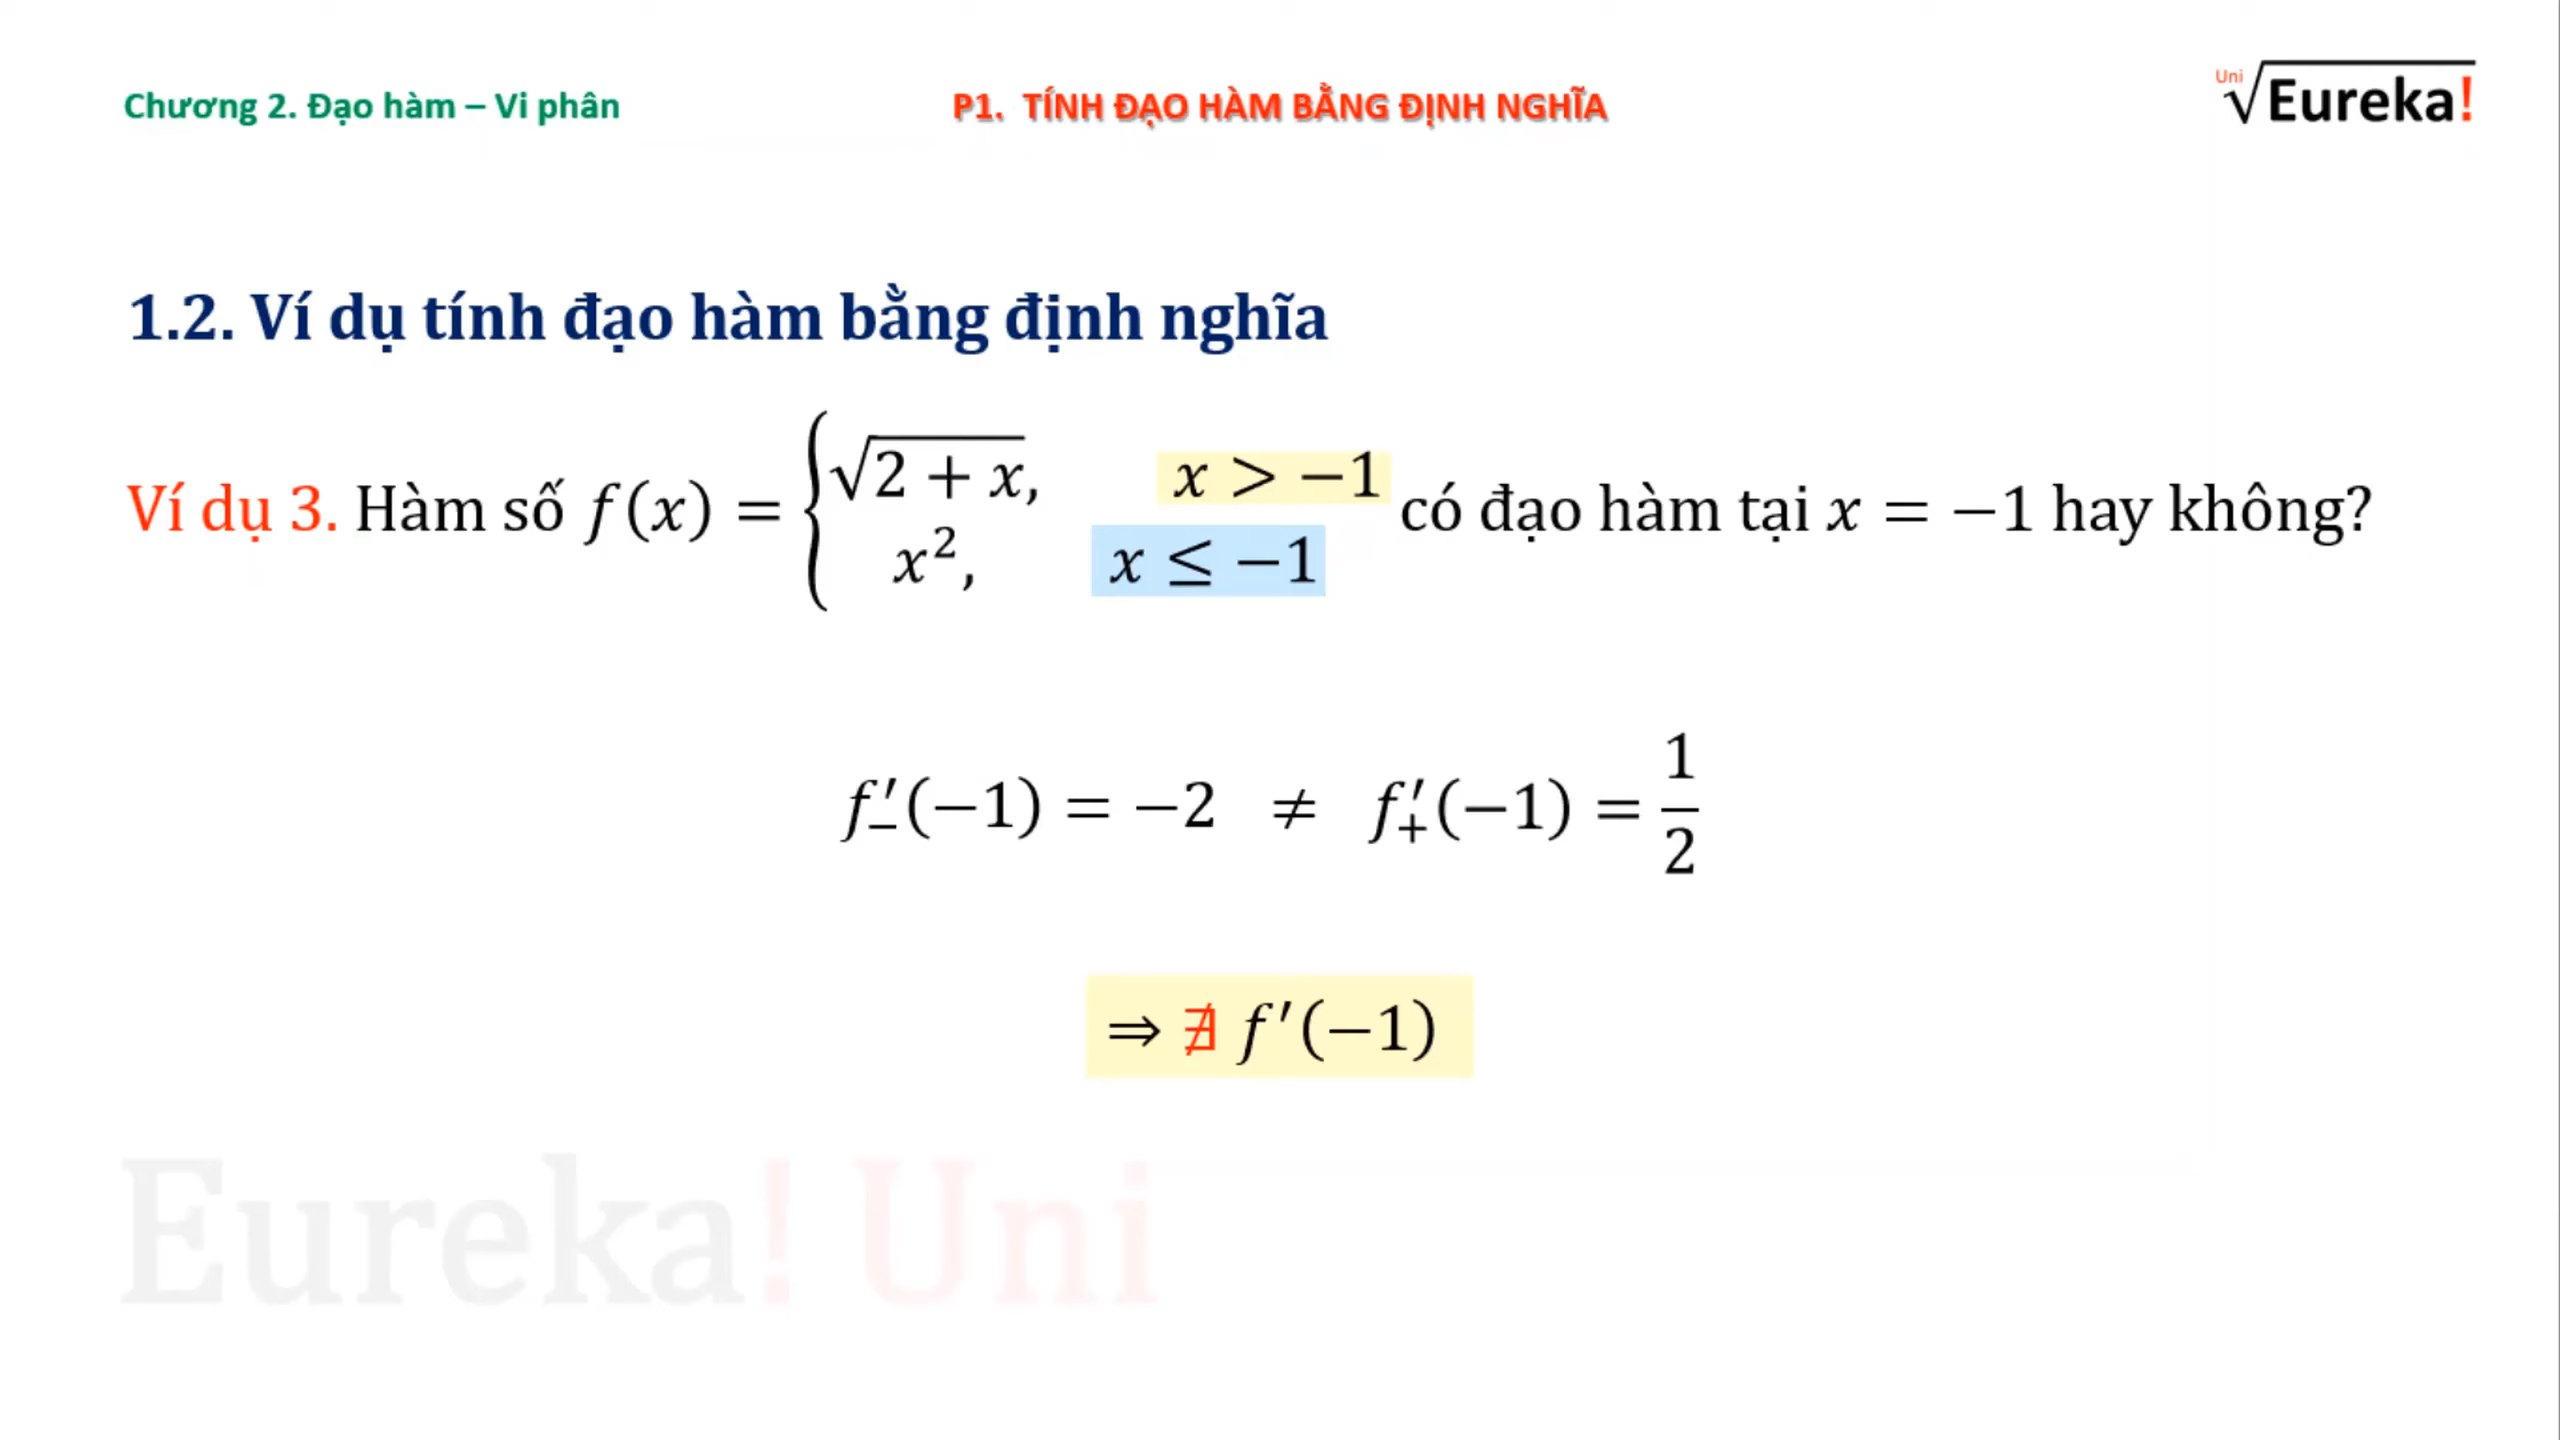 Chương 2. Đạo hàm – Vi phân
P1. TÍNH ĐẠO HÀM BẰNG ĐỊNH NGHĨA
Uni √Eureka!
1.2. Ví dụ tính đạo hàm bằng định nghĩa
Ví dụ 3. Hàm số f(x) = { √(2 + x), x > −1
x², x ≤ −1 có đạo hàm tại x = −1 hay không?
f′₋(−1) = −2 ≠ f′₊(−1) = 1/2
⇒ ∄ f′(−1)
Eureka! Uni